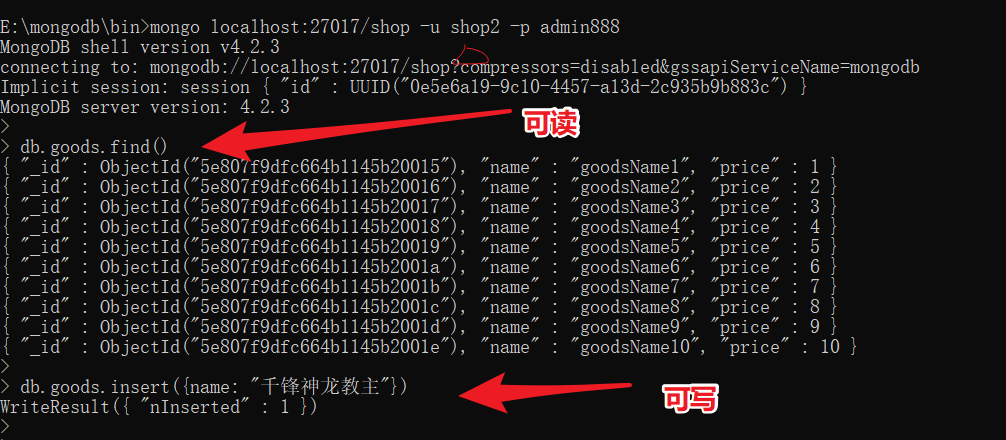 E:\mongodb\bin>mongo localhost:27017/shop -u shop2 -p admin888
MongoDB shell version v4.2.3
connecting to: mongodb://localhost:27017/shop?compressors=disabled&gssapiServiceName=mongodb
Implicit session: session { "id" : UUID("0e5e6a19-9c10-4457-a13d-2c935b9b883c") }
MongoDB server version: 4.2.3
>
可读
> db.goods.find()
{ "_id" : ObjectId("5e807f9dfc664b1145b20015"), "name" : "goodsName1", "price" : 1 }
{ "_id" : ObjectId("5e807f9dfc664b1145b20016"), "name" : "goodsName2", "price" : 2 }
{ "_id" : ObjectId("5e807f9dfc664b1145b20017"), "name" : "goodsName3", "price" : 3 }
{ "_id" : ObjectId("5e807f9dfc664b1145b20018"), "name" : "goodsName4", "price" : 4 }
{ "_id" : ObjectId("5e807f9dfc664b1145b20019"), "name" : "goodsName5", "price" : 5 }
{ "_id" : ObjectId("5e807f9dfc664b1145b2001a"), "name" : "goodsName6", "price" : 6 }
{ "_id" : ObjectId("5e807f9dfc664b1145b2001b"), "name" : "goodsName7", "price" : 7 }
{ "_id" : ObjectId("5e807f9dfc664b1145b2001c"), "name" : "goodsName8", "price" : 8 }
{ "_id" : ObjectId("5e807f9dfc664b1145b2001d"), "name" : "goodsName9", "price" : 9 }
{ "_id" : ObjectId("5e807f9dfc664b1145b2001e"), "name" : "goodsName10", "price" : 10 }
>
> db.goods.insert({name: "千锋神龙教主"})
WriteResult({ "nInserted" : 1 })
可写
>